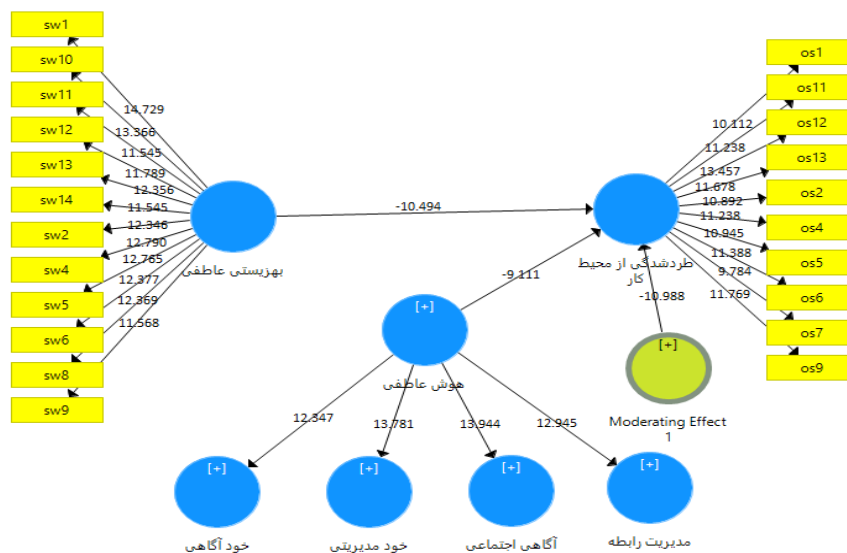 sw1
sw10
sw11
sw12
sw13
sw14
sw2
sw4
sw5
sw6
sw8
sw9
14.729
13.366
11.545
11.789
12.356
11.545
12.346
12.790
12.765
12.377
12.369
11.568
بهزیستی عاطفی
-10.494
-9.111
-10.988
طردشدگی از محیط
کار
os1
os11
os12
os13
os2
os4
os5
os6
os7
os9
10.112
11.238
13.457
11.678
10.892
11.238
10.945
11.388
9.784
11.769
[+]
هوش عاطفی
[+]
Moderating Effect
1
12.347
13.781
13.944
12.945
[+]
خود آگاهی
[+]
خود مدیریتی
[+]
آگاهی اجتماعی
[+]
مدیریت رابطه